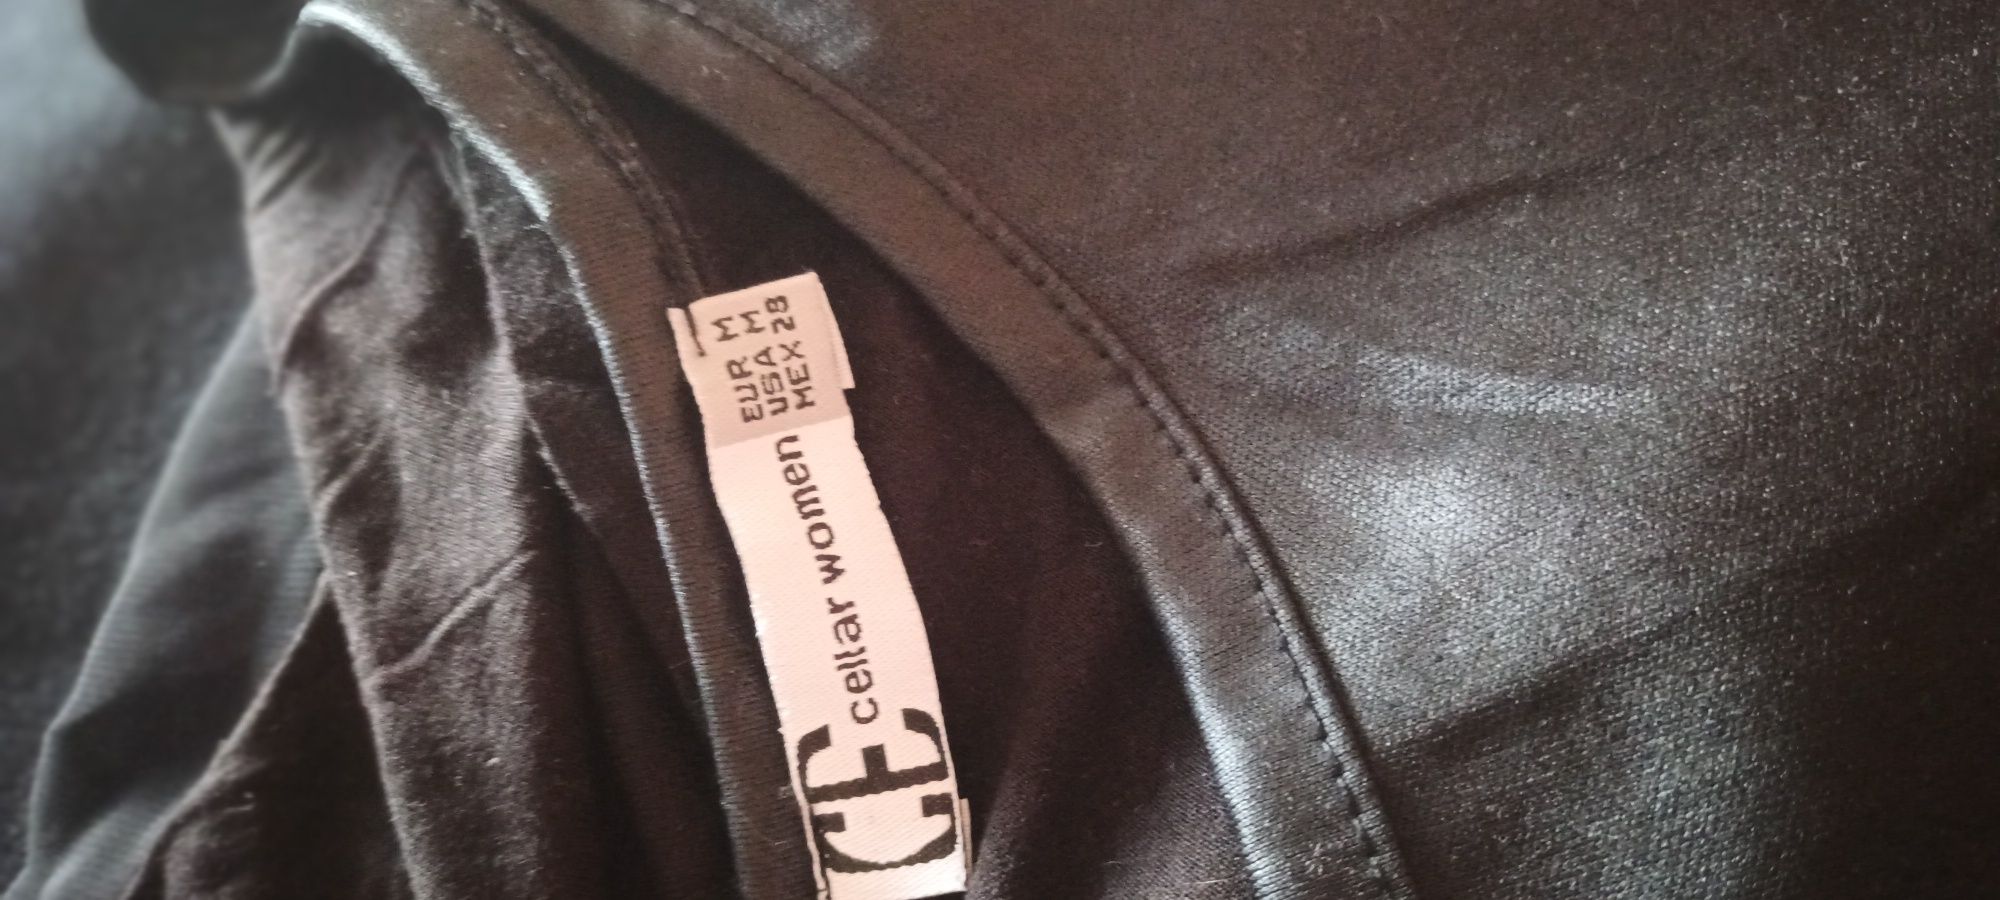 CE cellar women
EUR M
USA M
MEX 28